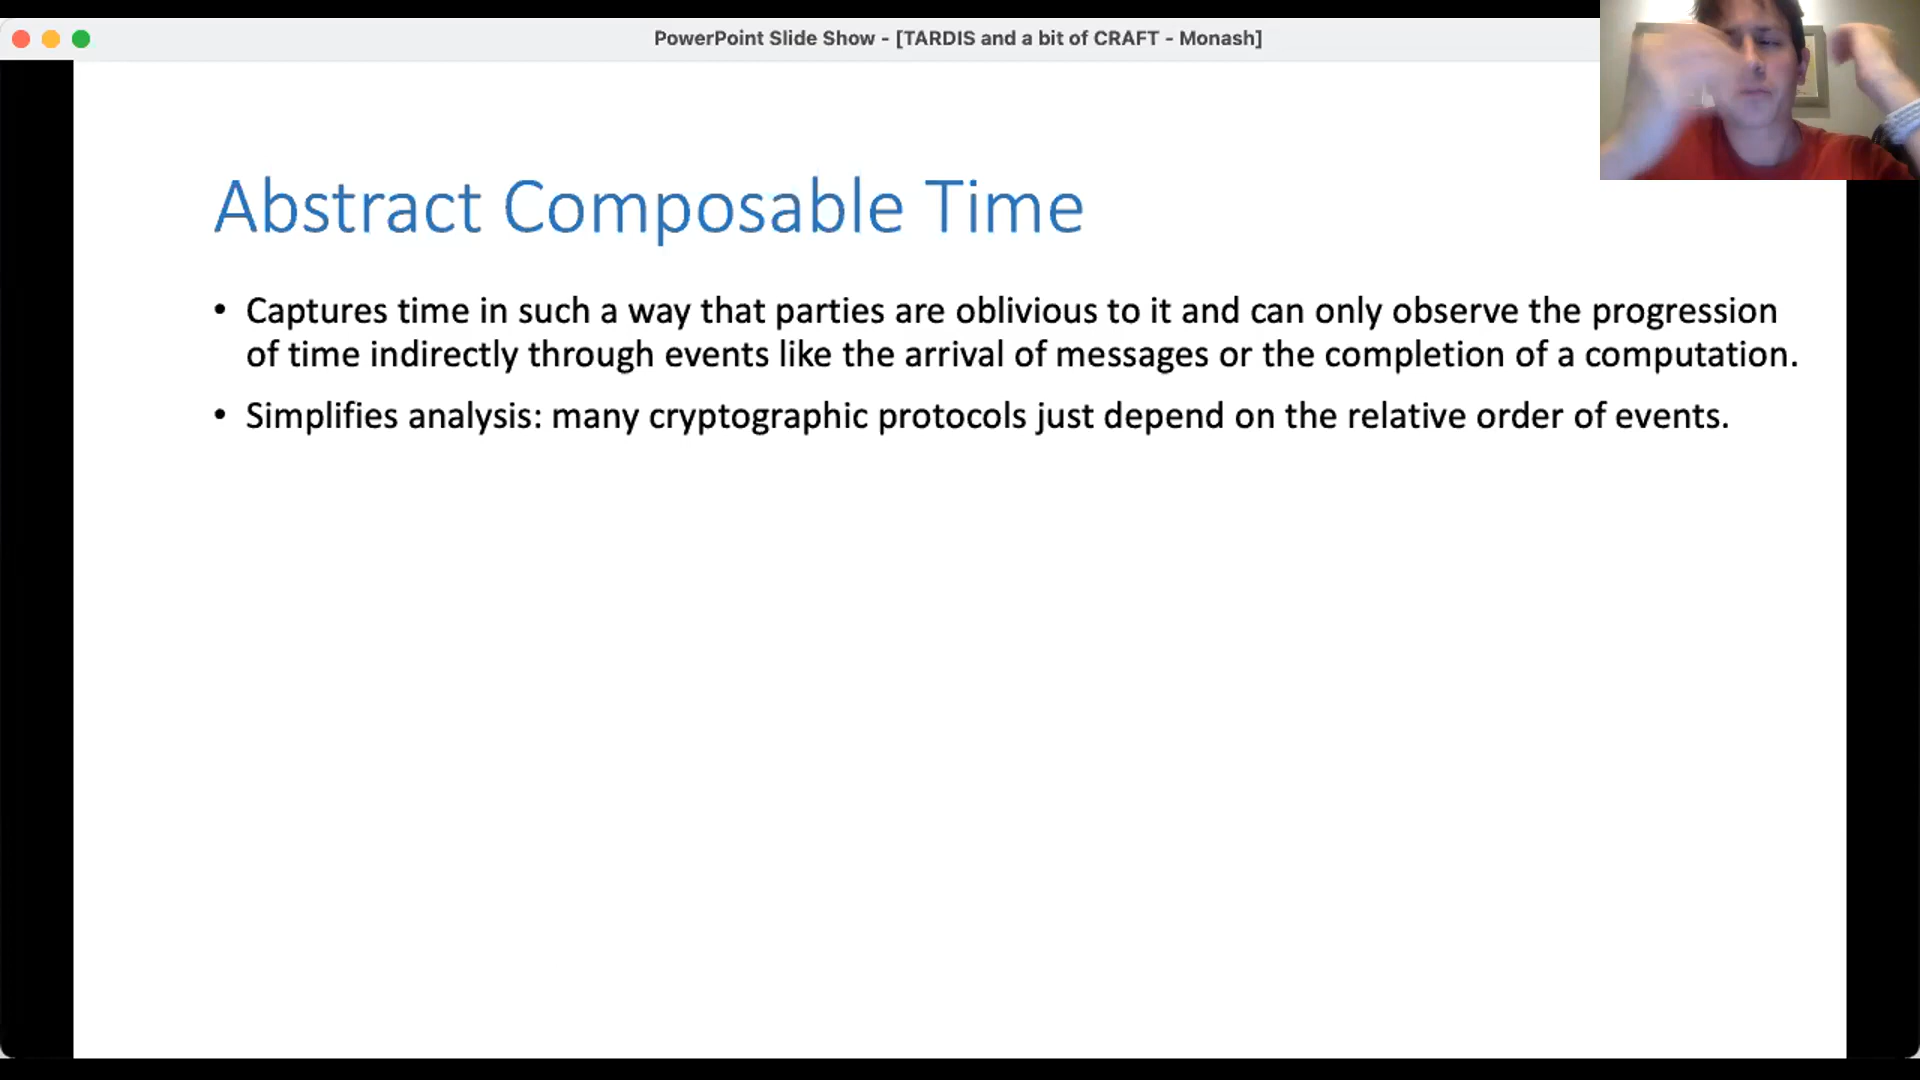 PowerPoint Slide Show - [TARDIS and a bit of CRAFT - Monash]
Abstract Composable Time
• Captures time in such a way that parties are oblivious to it and can only observe the progression
of time indirectly through events like the arrival of messages or the completion of a computation.
• Simplifies analysis: many cryptographic protocols just depend on the relative order of events.